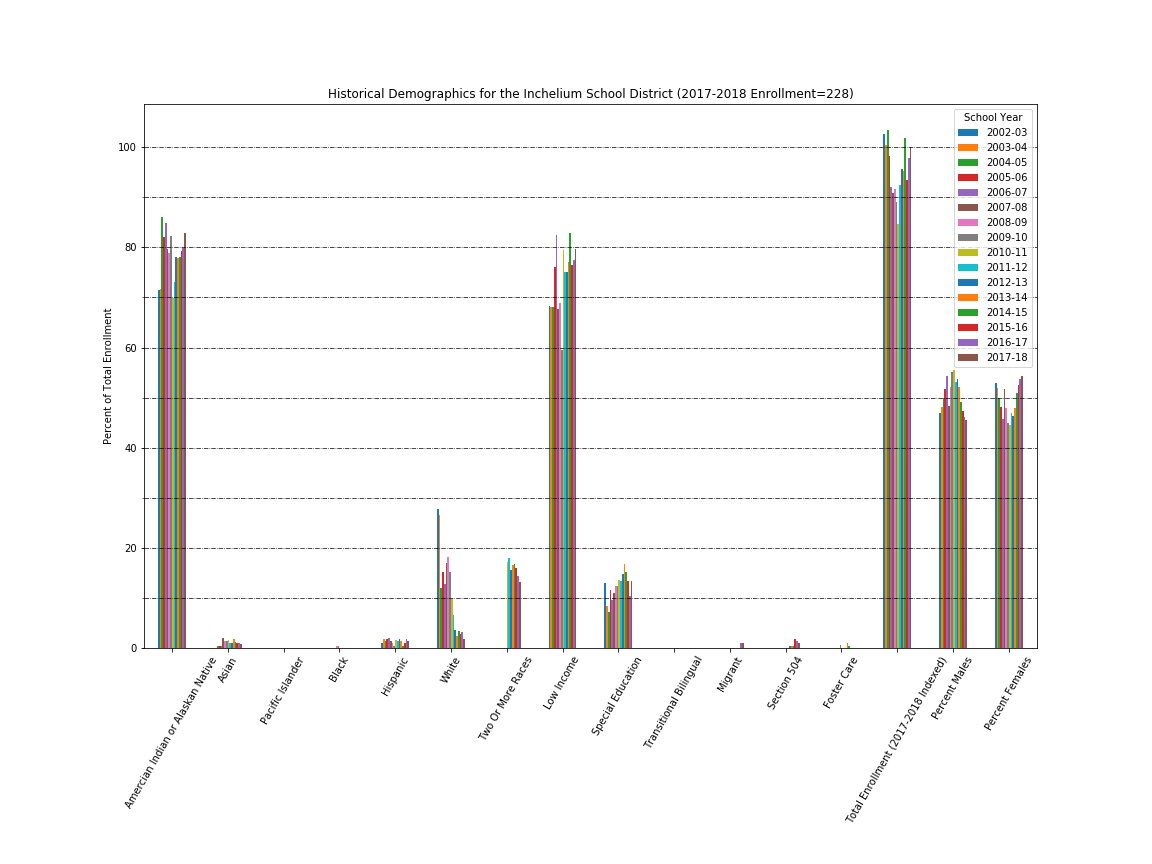 Historical Demographics for the Inchelium School District (2017-2018 Enrollment=228)
Percent of Total Enrollment
100
80
60
40
20
0
School Year
2002-03
2003-04
2004-05
2005-06
2006-07
2007-08
2008-09
2009-10
2010-11
2011-12
2012-13
2013-14
2014-15
2015-16
2016-17
2017-18
Amercian Indian or Alaskan Native
Asian
Pacific Islander
Black
Hispanic
White
Two Or More Races
Low Income
Special Education
Transitional Bilingual
Migrant
Section 504
Foster Care
Total Enrollment (2017-2018 Indexed)
Percent Males
Percent Females